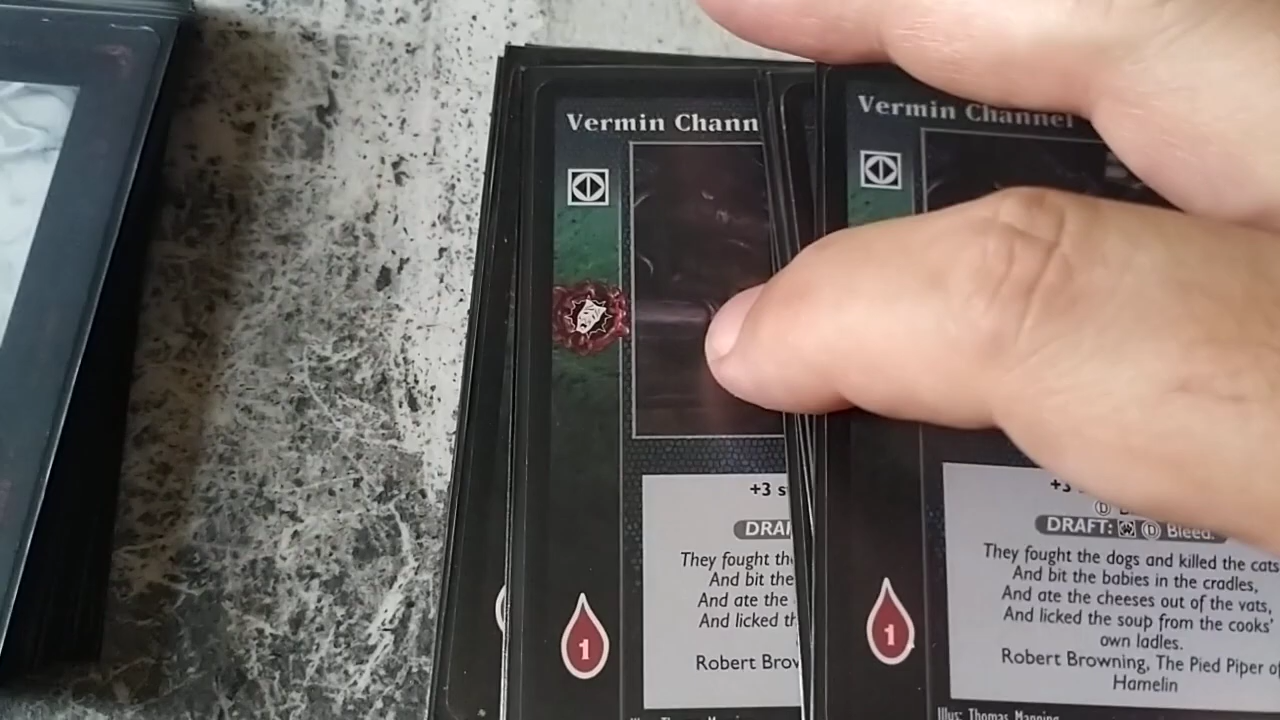 Vermin Chann
1
+3 s
DRA
They fought th
And bit the
And ate the
And licked th
Robert Brov
Vermin Channel
1
+3
DRAFT: D Bleed.
They fought the dogs and killed the cats
And bit the babies in the cradles,
And ate the cheeses out of the vats,
And licked the soup from the cooks'
own ladles.
Robert Browning, The Pied Piper of
Hamelin
Illus: Thomas Manning